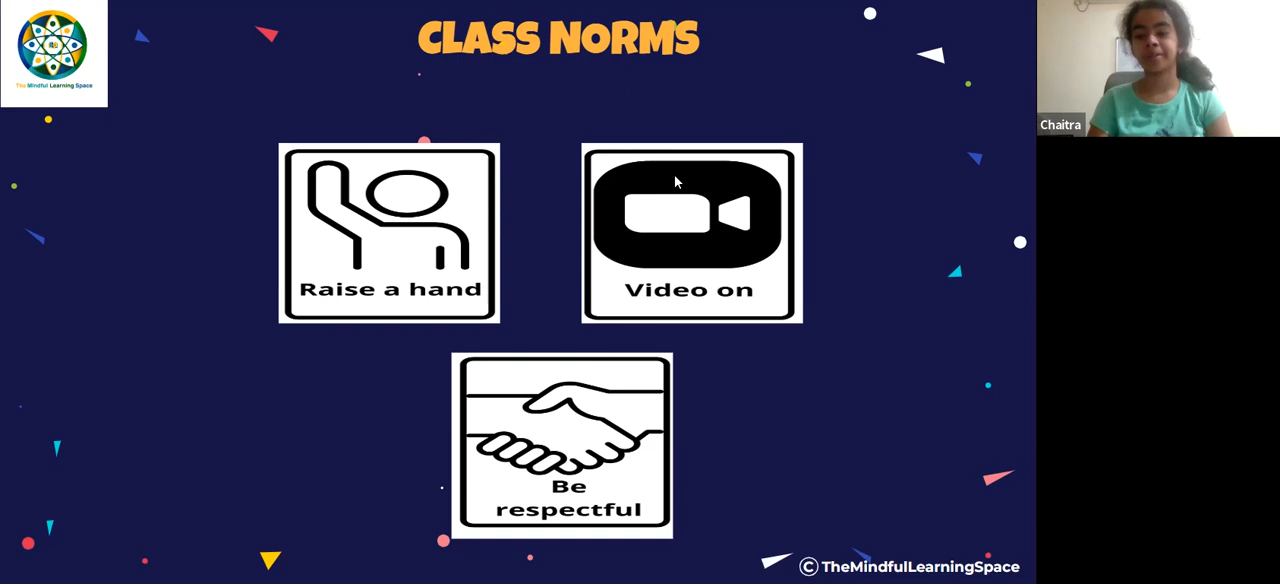 CLASS NORMS
The Mindful Learning Space
Chaitra
Raise a hand
Video on
Be
respectful
© TheMindfulLearningSpace